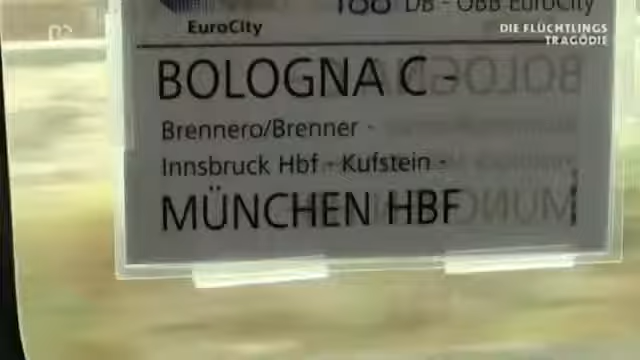 188 DB - ÖBB EuroCity
EuroCity
DIE FLÜCHTLINGS
TRAGÖDIE
BOLOGNA C -
Brennero/Brenner -
Innsbruck Hbf - Kufstein -
MÜNCHEN HBF